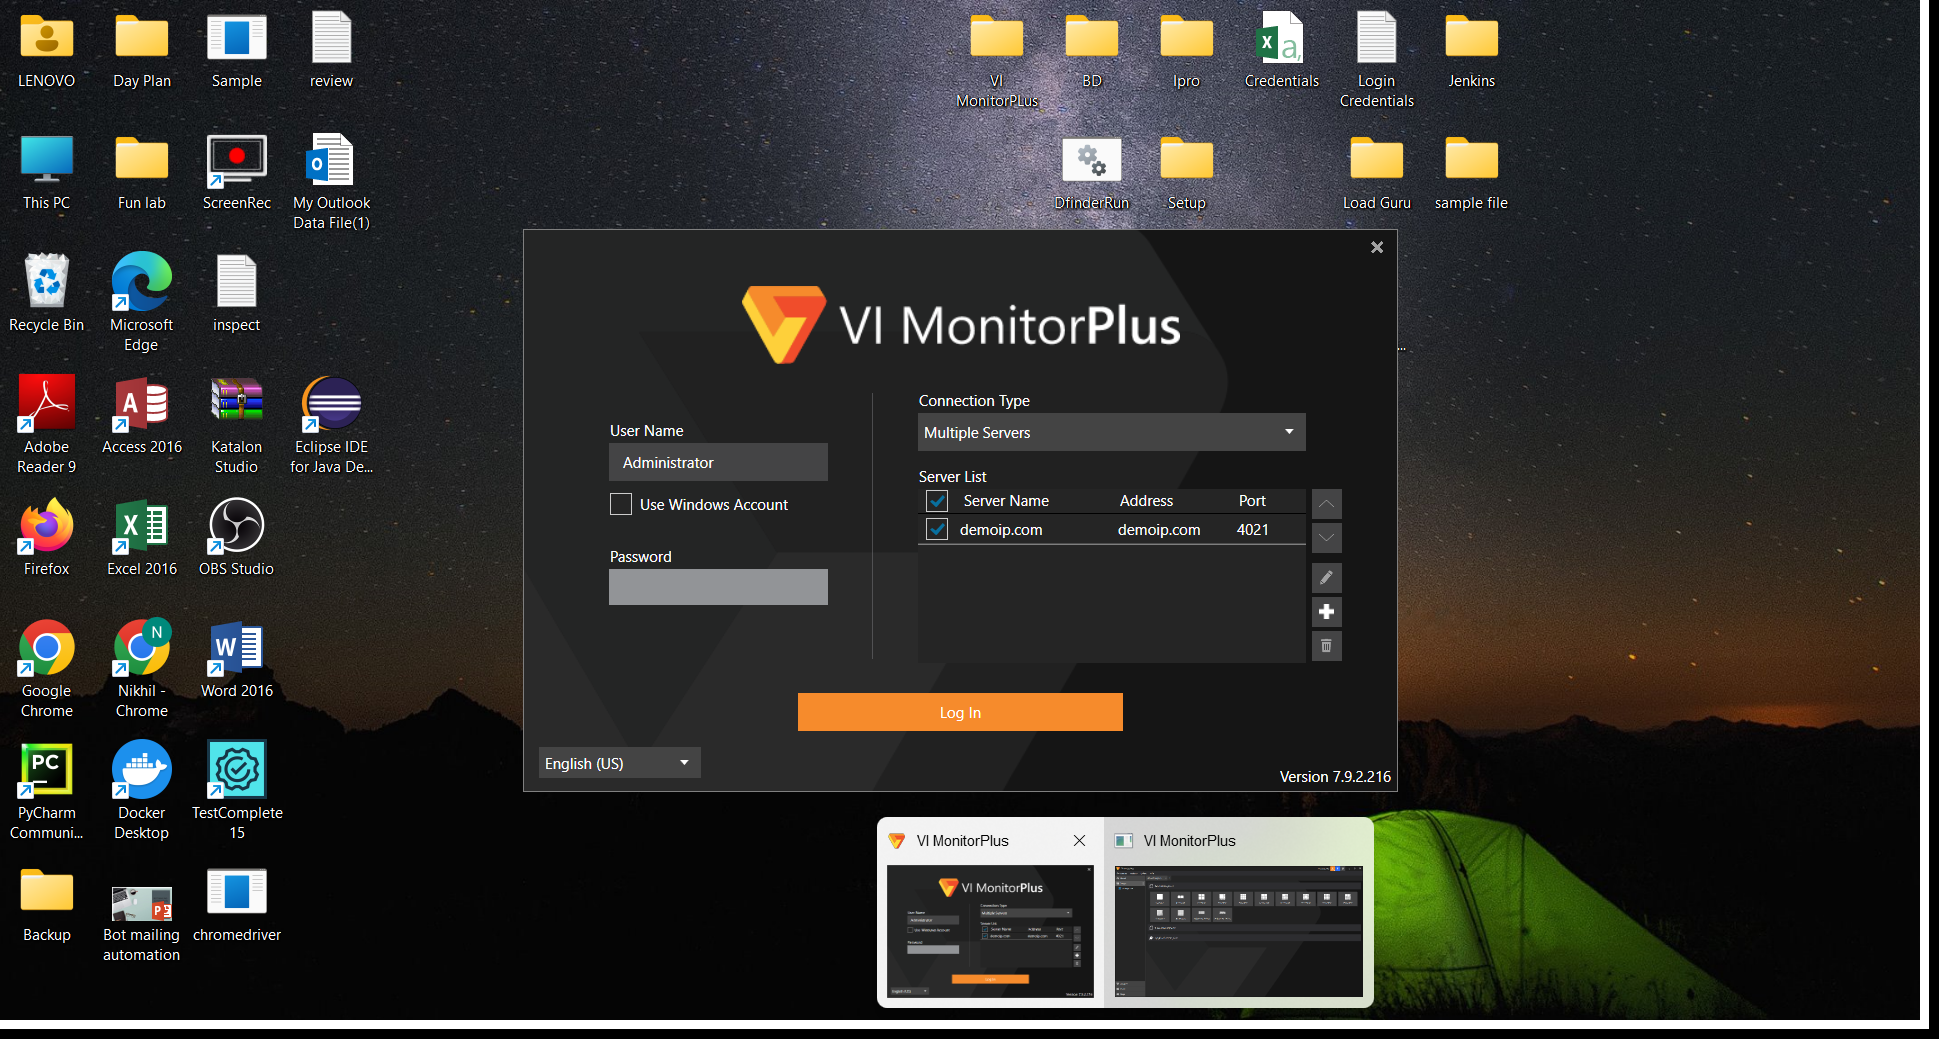 LENOVO
Day Plan
Sample
review
VI
MonitorPLus
BD
Ipro
Credentials
Login
Credentials
Jenkins
This PC
Fun lab
ScreenRec
My Outlook
Data File(1)
DfinderRun
Setup
Load Guru
sample file
Recycle Bin
Microsoft
Edge
inspect
Adobe
Reader 9
Access 2016
Katalon
Studio
Eclipse IDE
for Java De...
Firefox
Excel 2016
OBS Studio
Google
Chrome
N
Nikhil -
Chrome
Word 2016
PC
PyCharm
Communi...
Docker
Desktop
TestComplete
15
Backup
Bot mailing
automation
chromedriver
...
VI MonitorPlus
User Name
Administrator
Use Windows Account
Password
Connection Type
Multiple Servers
Server List
Server Name Address Port
demoip.com demoip.com 4021
Log In
English (US)
Version 7.9.2.216
VI MonitorPlus
VI MonitorPlus
VI MonitorPlus